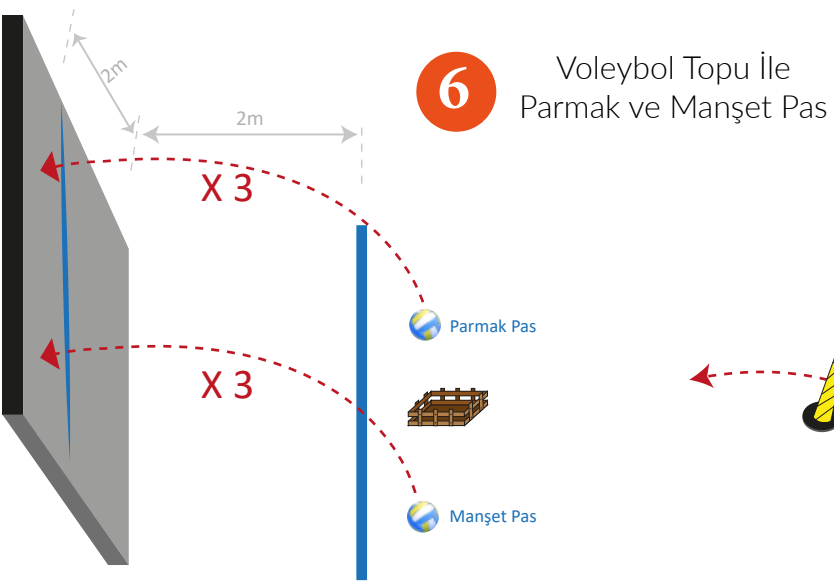 6
Voleybol Topu İle
Parmak ve Manşet Pas
2m
2m
X 3
Parmak Pas
X 3
Manşet Pas